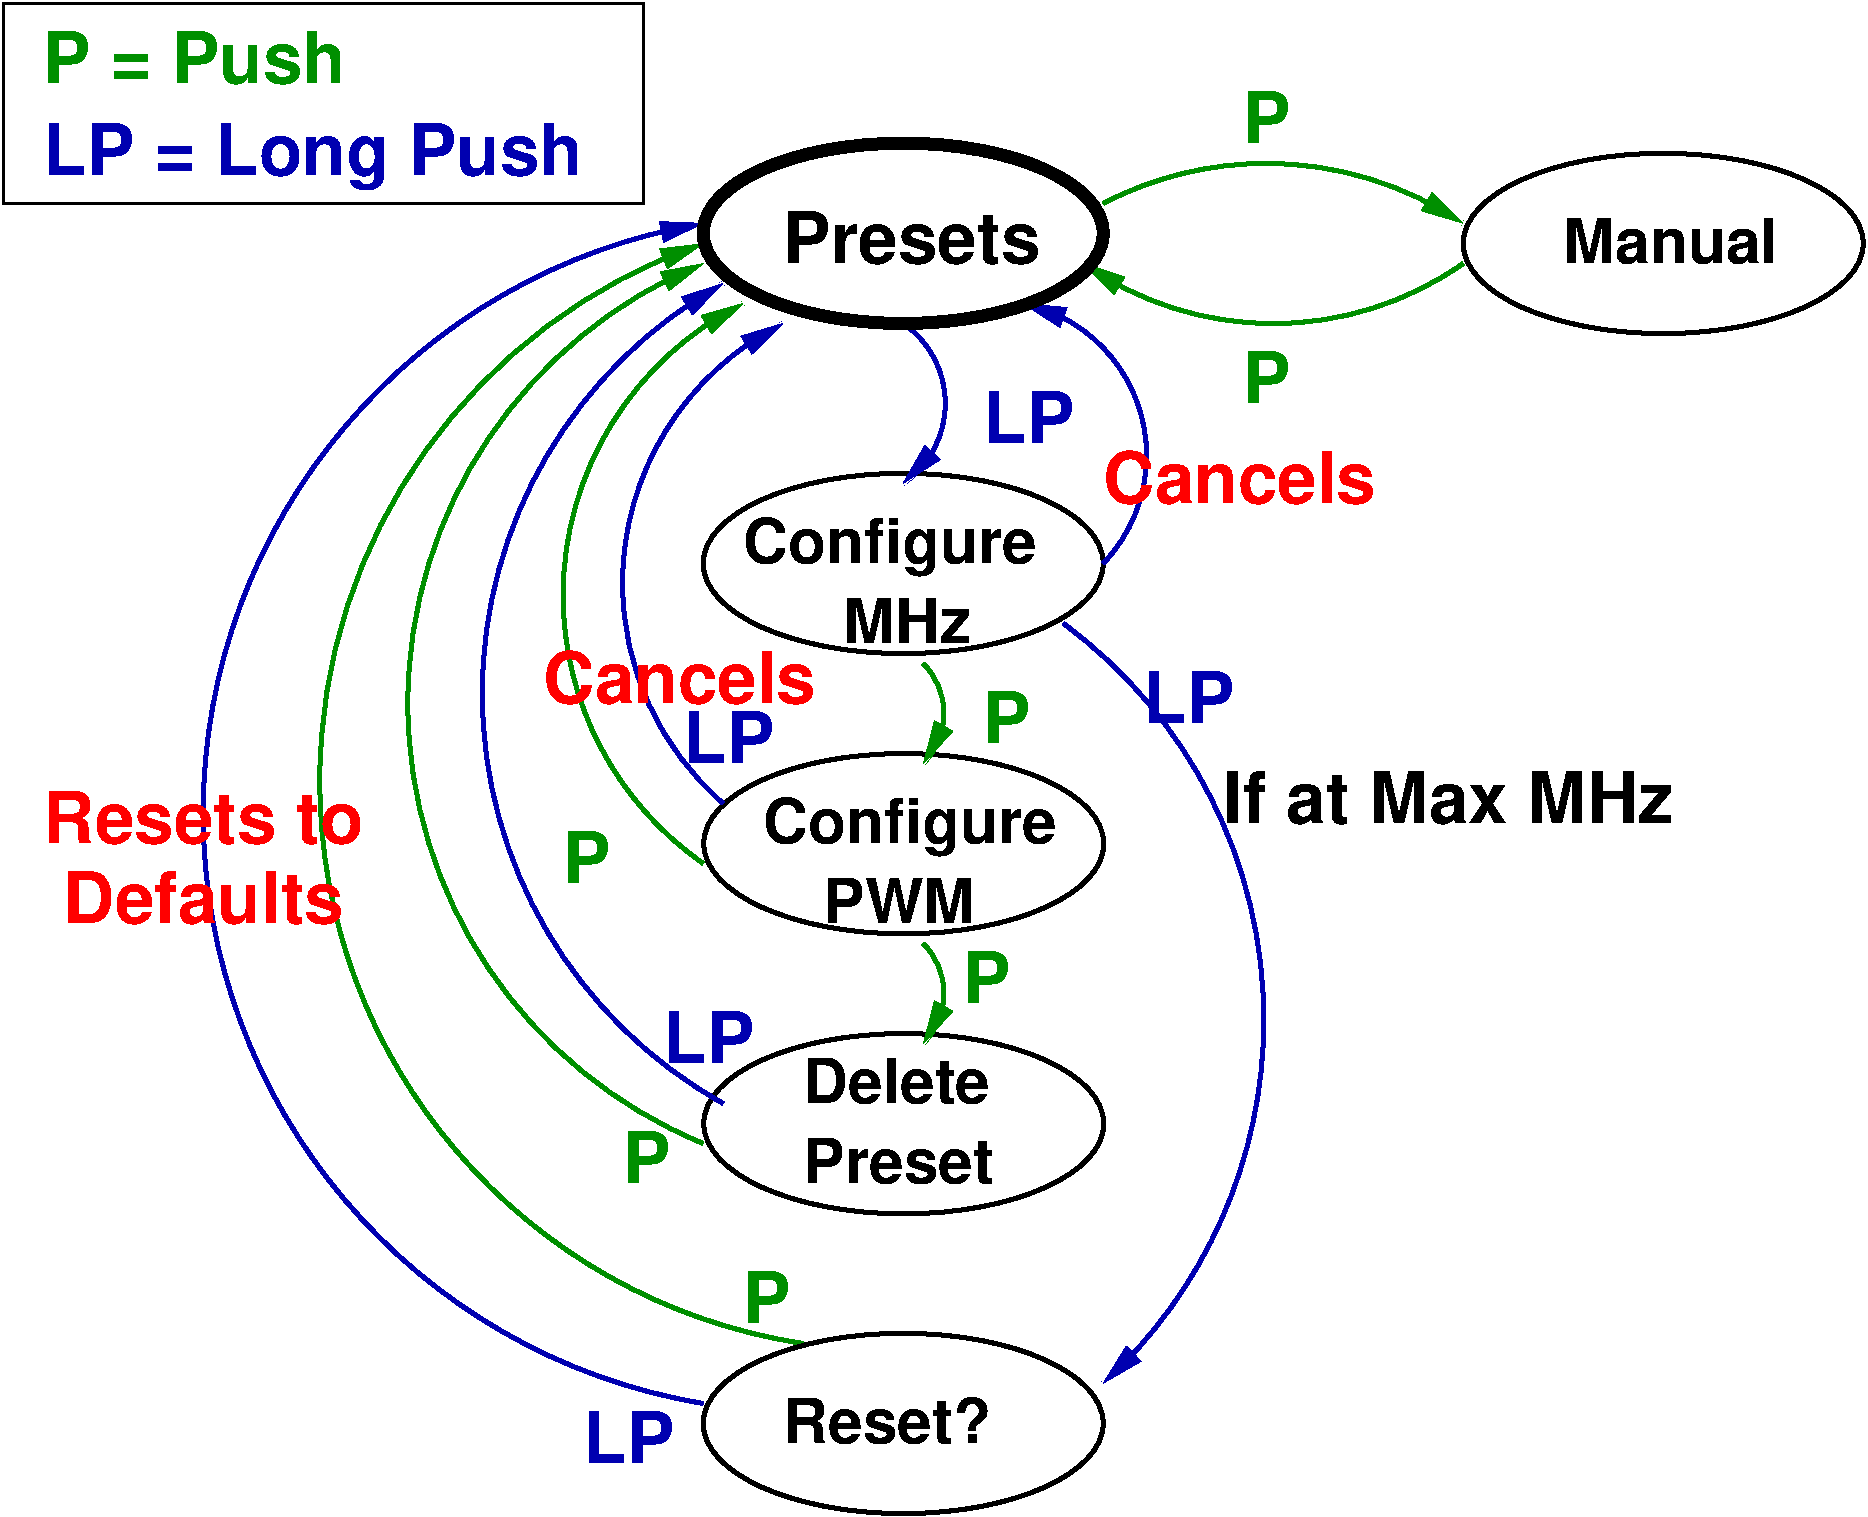 P = Push
LP = Long Push
P
Presets
Manual
P
LP
Cancels
Configure
MHz
Cancels
LP
P
LP
If at Max MHz
Resets to
Defaults
P
Configure
PWM
P
LP
Delete
Preset
P
P
Reset?
LP